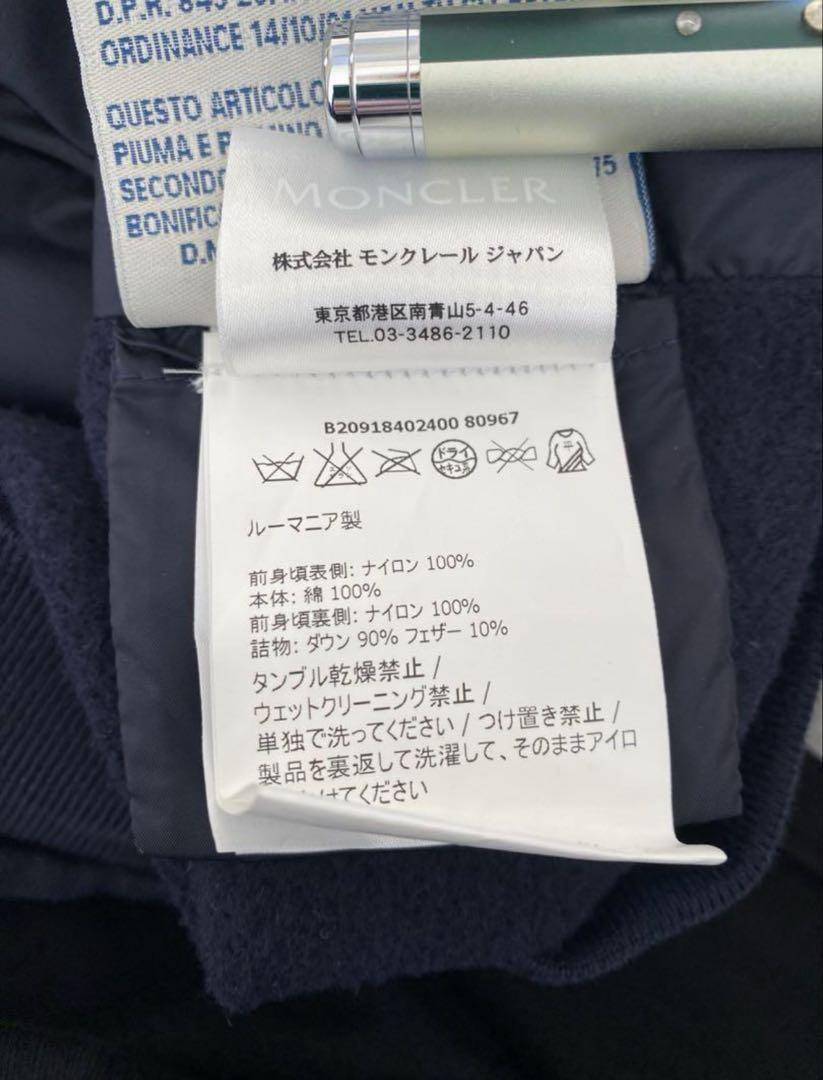 D.P.R. 845
ORDINANCE 14/10/
QUESTO ARTICOLO
PIUMA E
SECONDO
BONIFIC
D.M
15
MONCLER
株式会社 モンクレール ジャパン
東京都港区南青山5-4-46
TEL.03-3486-2110
B20918402400 80967
ドライ
セキユ系
平
ルーマニア製
前身頃表側: ナイロン 100%
本体: 綿 100%
前身頃裏側: ナイロン 100%
詰物: ダウン 90% フェザー 10%
タンブル乾燥禁止 /
ウェットクリーニング禁止 /
単独で洗ってください / つけ置き禁止 /
製品を裏返して洗濯して、そのままアイロ
けてください